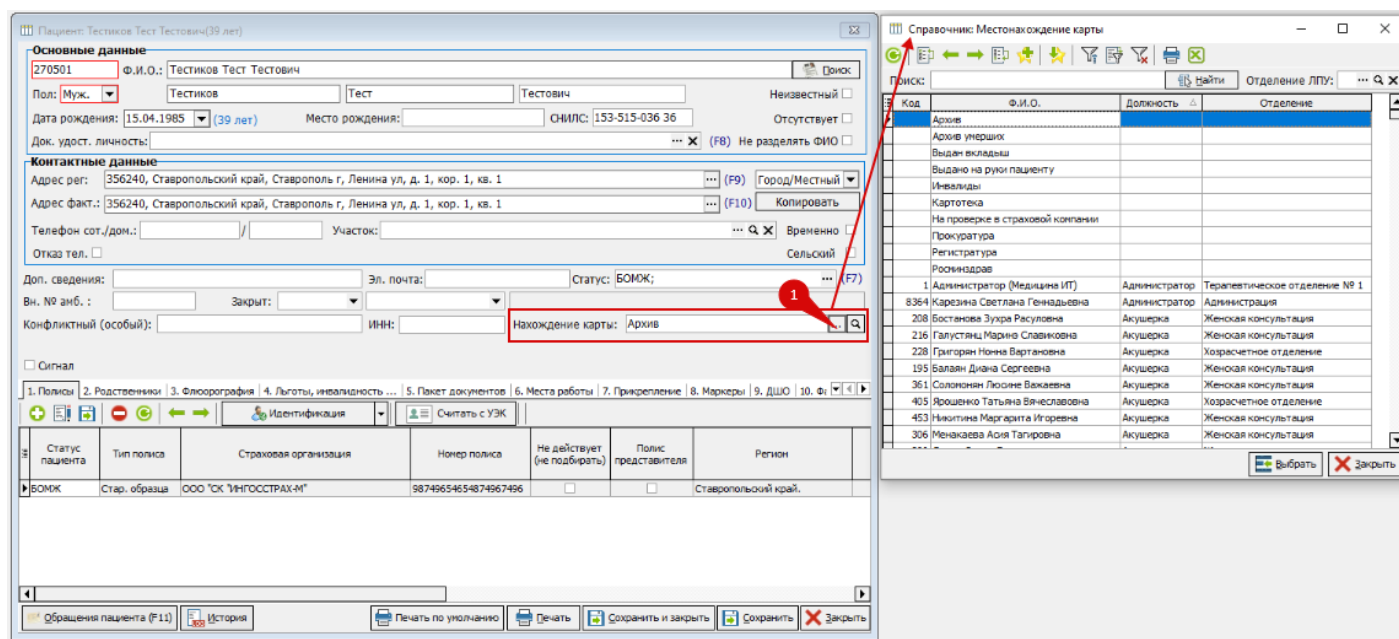 Пациент: Тестиков Тест Тестович(39 лет)
Основные данные
270501 Ф.И.О.: Тестиков Тест Тестович Поиск
Пол: Муж. Тестиков Тест Тестович Неизвестный
Дата рождения: 15.04.1985 (39 лет) Место рождения: СНИЛС: 153-515-036 36 Отсутствует
Док. удост. личность: ... X (F8) Не разделять ФИО
Контактные данные
Адрес рег: 356240, Ставропольский край, Ставрополь г, Ленина ул, д. 1, кор. 1, кв. 1 ... (F9) Город/Местный
Адрес факт.: 356240, Ставропольский край, Ставрополь г, Ленина ул, д. 1, кор. 1, кв. 1 ... (F10) Копировать
Телефон сот./дом.: / Участок: ... X Временно
Отказ тел. Сельский
Доп. сведения: Эл. почта: Статус: БОМЖ; ... (F7)
Вн. № амб. : Закрыт:
1
Конфликтный (особый): ИНН: Нахождение карты: Архив
Сигнал
1. Полисы 2. Родственники 3. Флюорография 4. Льготы, инвалидность ... 5. Пакет документов 6. Места работы 7. Прикрепление 8. Маркеры 9. ДШО 10.
Идентификация Считать с УЭК
Статус пациента Тип полиса Страховая организация Номер полиса Не действует (не подбирать) Полис представителя Регион
БОМЖ Стар. образца ООО "СК "ИНГОССТРАХ-М" 98749654654874967496 Ставропольский край.
Обращения пациента (F11) История Печать по умолчанию Печать Сохранить и закрыть Сохранить Закрыть
Справочник: Местонахождение карты
Поиск: Найти Отделение ЛПУ: ... X
Код Ф.И.О. Должность Отделение
Архив
Архив умерших
Выдан вкладыш
Выдано на руки пациенту
Инвалиды
Картотека
На проверке в страховой компании
Прокуратура
Регистратура
Росминздрав
1 Администратор (Медицина ИТ) Администратор Терапевтическое отделение № 1
8364 Карезина Светлана Геннадьевна Администратор Администрация
208 Бостанова Зухра Расуловна Акушерка Женская консультация
216 Галустянц Марина Славиковна Акушерка Женская консультация
228 Григорян Нонна Вартановна Акушерка Хозрасчетное отделение
195 Балаян Диана Сергеевна Акушерка Женская консультация
361 Соломонян Люсине Важаевна Акушерка Женская консультация
405 Ярошенко Татьяна Вячеславовна Акушерка Хозрасчетное отделение
453 Никитина Маргарита Игоревна Акушерка Женская консультация
306 Менакаева Асия Тагировна Акушерка Женская консультация
Выбрать Закрыть